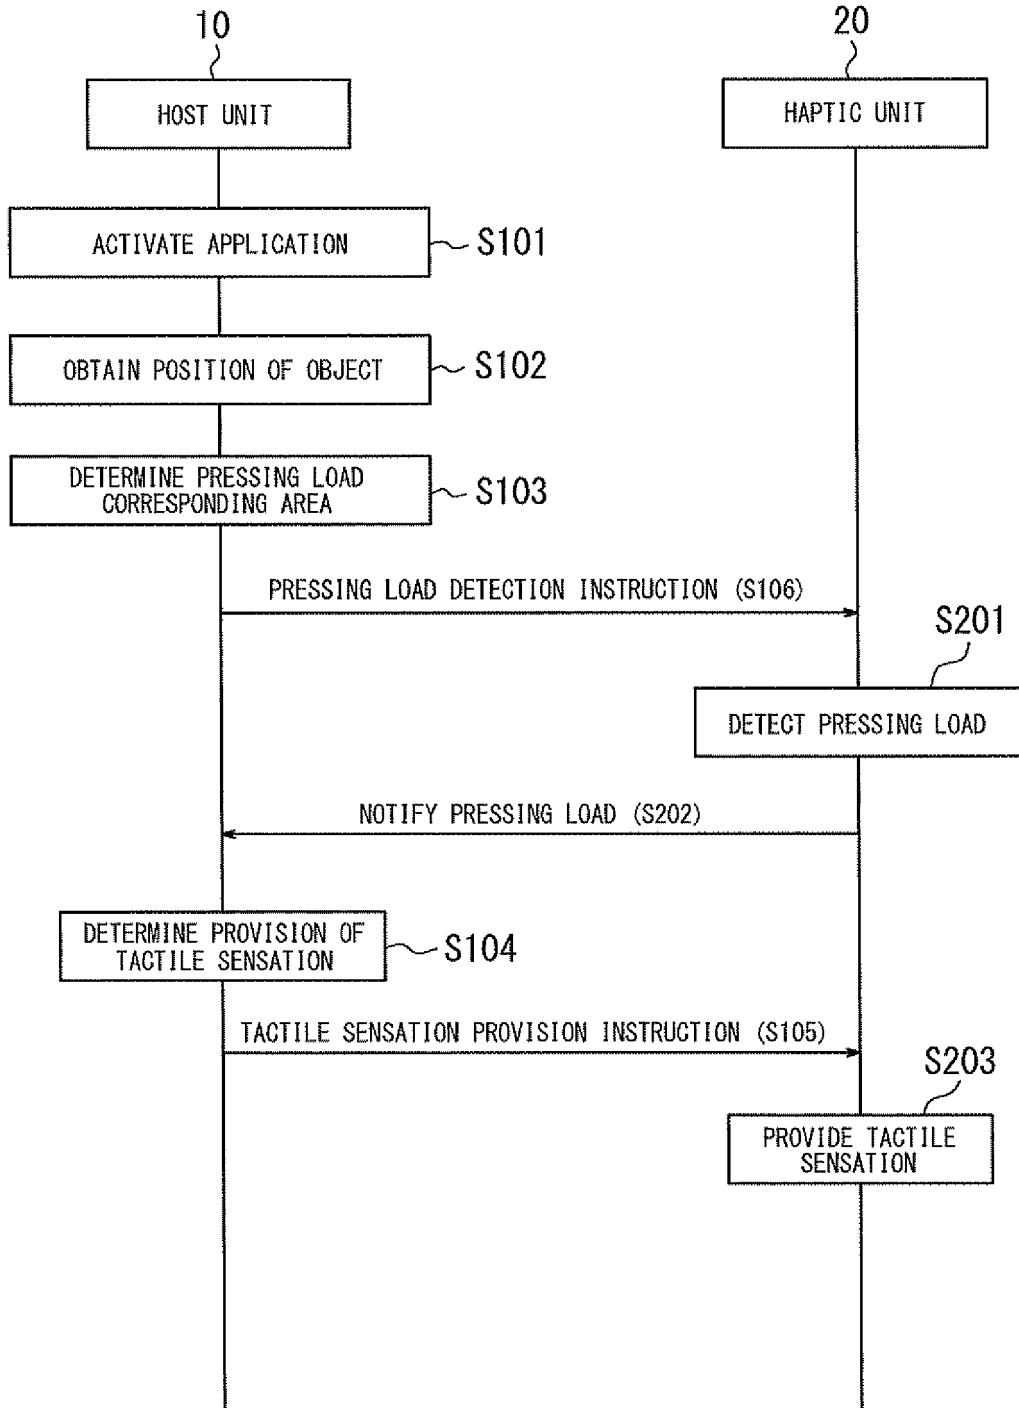 10
20
HOST UNIT
HAPTIC UNIT
ACTIVATE APPLICATION
S101
OBTAIN POSITION OF OBJECT
S102
DETERMINE PRESSING LOAD
CORRESPONDING AREA
S103
PRESSING LOAD DETECTION INSTRUCTION (S106)
S201
DETECT PRESSING LOAD
NOTIFY PRESSING LOAD (S202)
DETERMINE PROVISION OF
TACTILE SENSATION
S104
TACTILE SENSATION PROVISION INSTRUCTION (S105)
S203
PROVIDE TACTILE
SENSATION